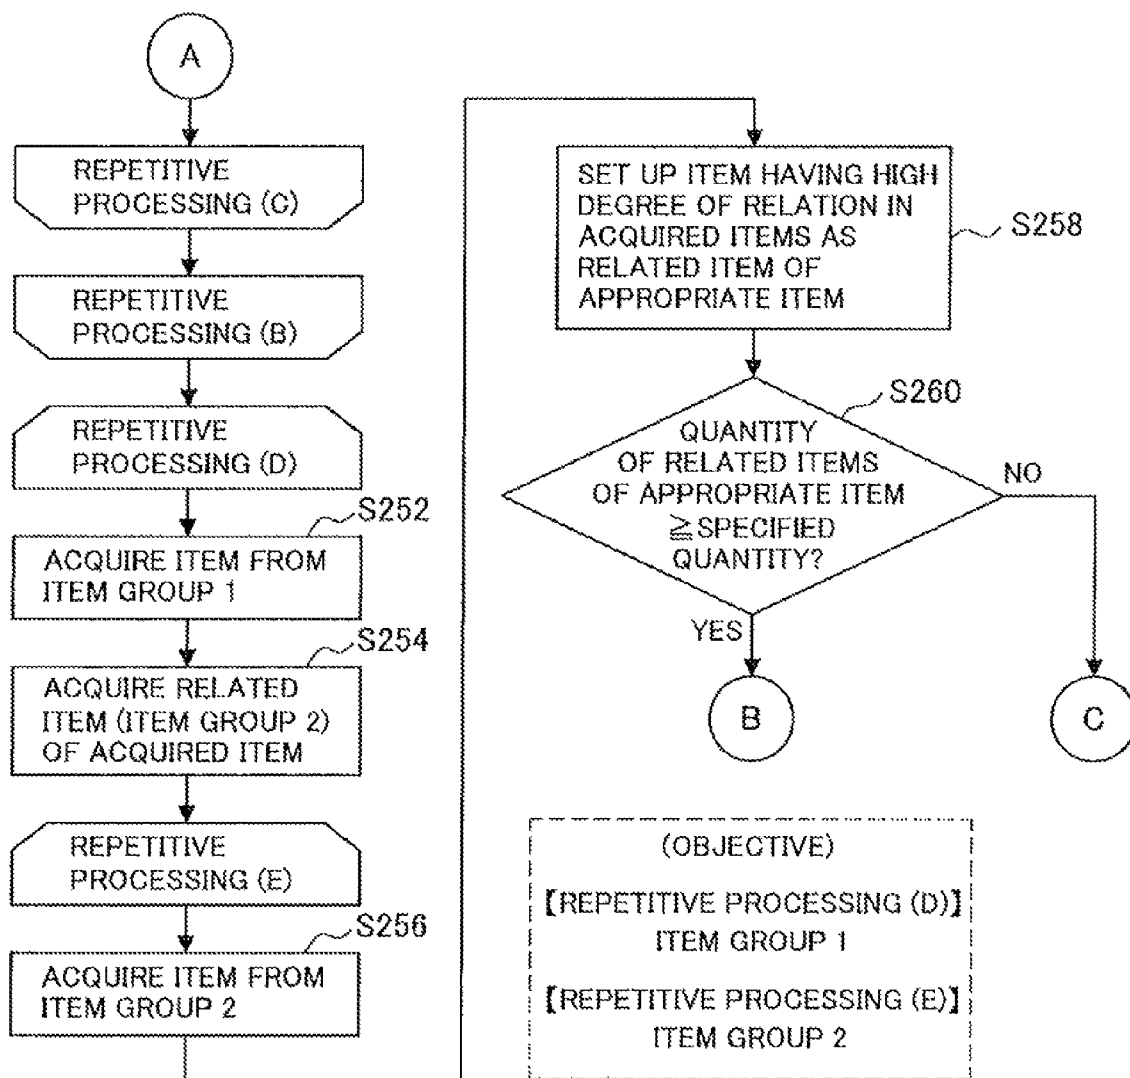 A
REPETITIVE
PROCESSING (C)
REPETITIVE
PROCESSING (B)
REPETITIVE
PROCESSING (D)
S252
ACQUIRE ITEM FROM
ITEM GROUP 1
S254
ACQUIRE RELATED
ITEM (ITEM GROUP 2)
OF ACQUIRED ITEM
REPETITIVE
PROCESSING (E)
S256
ACQUIRE ITEM FROM
ITEM GROUP 2
SET UP ITEM HAVING HIGH
DEGREE OF RELATION IN
ACQUIRED ITEMS AS
RELATED ITEM OF
APPROPRIATE ITEM
S258
S260
QUANTITY
OF RELATED ITEMS
OF APPROPRIATE ITEM
≧SPECIFIED
QUANTITY?
NO
YES
B
C
(OBJECTIVE)
【REPETITIVE PROCESSING (D)】
ITEM GROUP 1
【REPETITIVE PROCESSING (E)】
ITEM GROUP 2